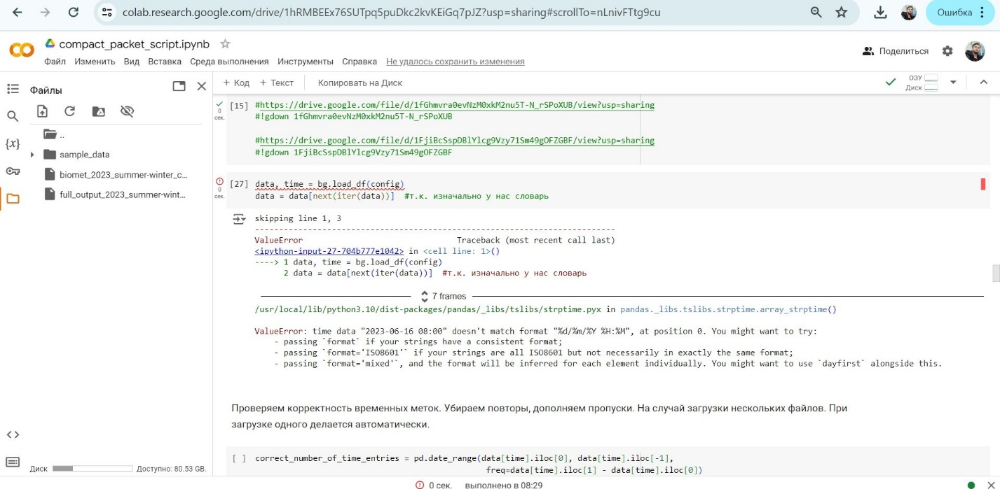 colab.research.google.com/drive/1hRMBEEx76SUTpq5puDkc2kvKEiGq7pJZ?usp=sharing#scrollTo=nLnivFTtg9cu
Ошибка
compact_packet_script.ipynb
Поделиться
Файл Изменить Вид Вставка Среда выполнения Инструменты Справка Не удалось сохранить изменения
Файлы
+ Код + Текст Копировать на Диск
ОЗУ
Диск
..
sample_data
biomet_2023_summer-winter_c...
full_output_2023_summer-wint...
0
сек.
[15] #https://drive.google.com/file/d/1fGhmvra0evNzM0xkM2nu5T-N_rSPoXUB/view?usp=sharing
#!gdown 1fGhmvra0evNzM0xkM2nu5T-N_rSPoXUB
#https://drive.google.com/file/d/1FjiBcSspDBlYlcg9Vzy71Sm49gOFZGBF/view?usp=sharing
#!gdown 1FjiBcSspDBlYlcg9Vzy71Sm49gOFZGBF
0
сек.
[27] data, time = bg.load_df(config)
data = data[next(iter(data))] #т.к. изначально у нас словарь
skipping line 1, 3
---------------------------------------------------------------------------
ValueError Traceback (most recent call last)
<ipython-input-27-704b777e1042> in <cell line: 1>()
----> 1 data, time = bg.load_df(config)
2 data = data[next(iter(data))] #т.к. изначально у нас словарь
7 frames
/usr/local/lib/python3.10/dist-packages/pandas/_libs/tslibs/strptime.pyx in pandas._libs.tslibs.strptime.array_strptime()
ValueError: time data "2023-06-16 08:00" doesn't match format "%d/%m/%Y %H:%M", at position 0. You might want to try:
- passing `format` if your strings have a consistent format;
- passing `format='ISO8601'` if your strings are all ISO8601 but not necessarily in exactly the same format;
- passing `format='mixed'`, and the format will be inferred for each element individually. You might want to use `dayfirst` alongside this.
Проверяем корректность временных меток. Убираем повторы, дополняем пропуски. На случай загрузки нескольких файлов. При
загрузке одного делается автоматически.
[ ] correct_number_of_time_entries = pd.date_range(data[time].iloc[0], data[time].iloc[-1],
freq=data[time].iloc[1] - data[time].iloc[0])
Диск Доступно: 80.53 GB.
0 сек. выполнено в 08:29